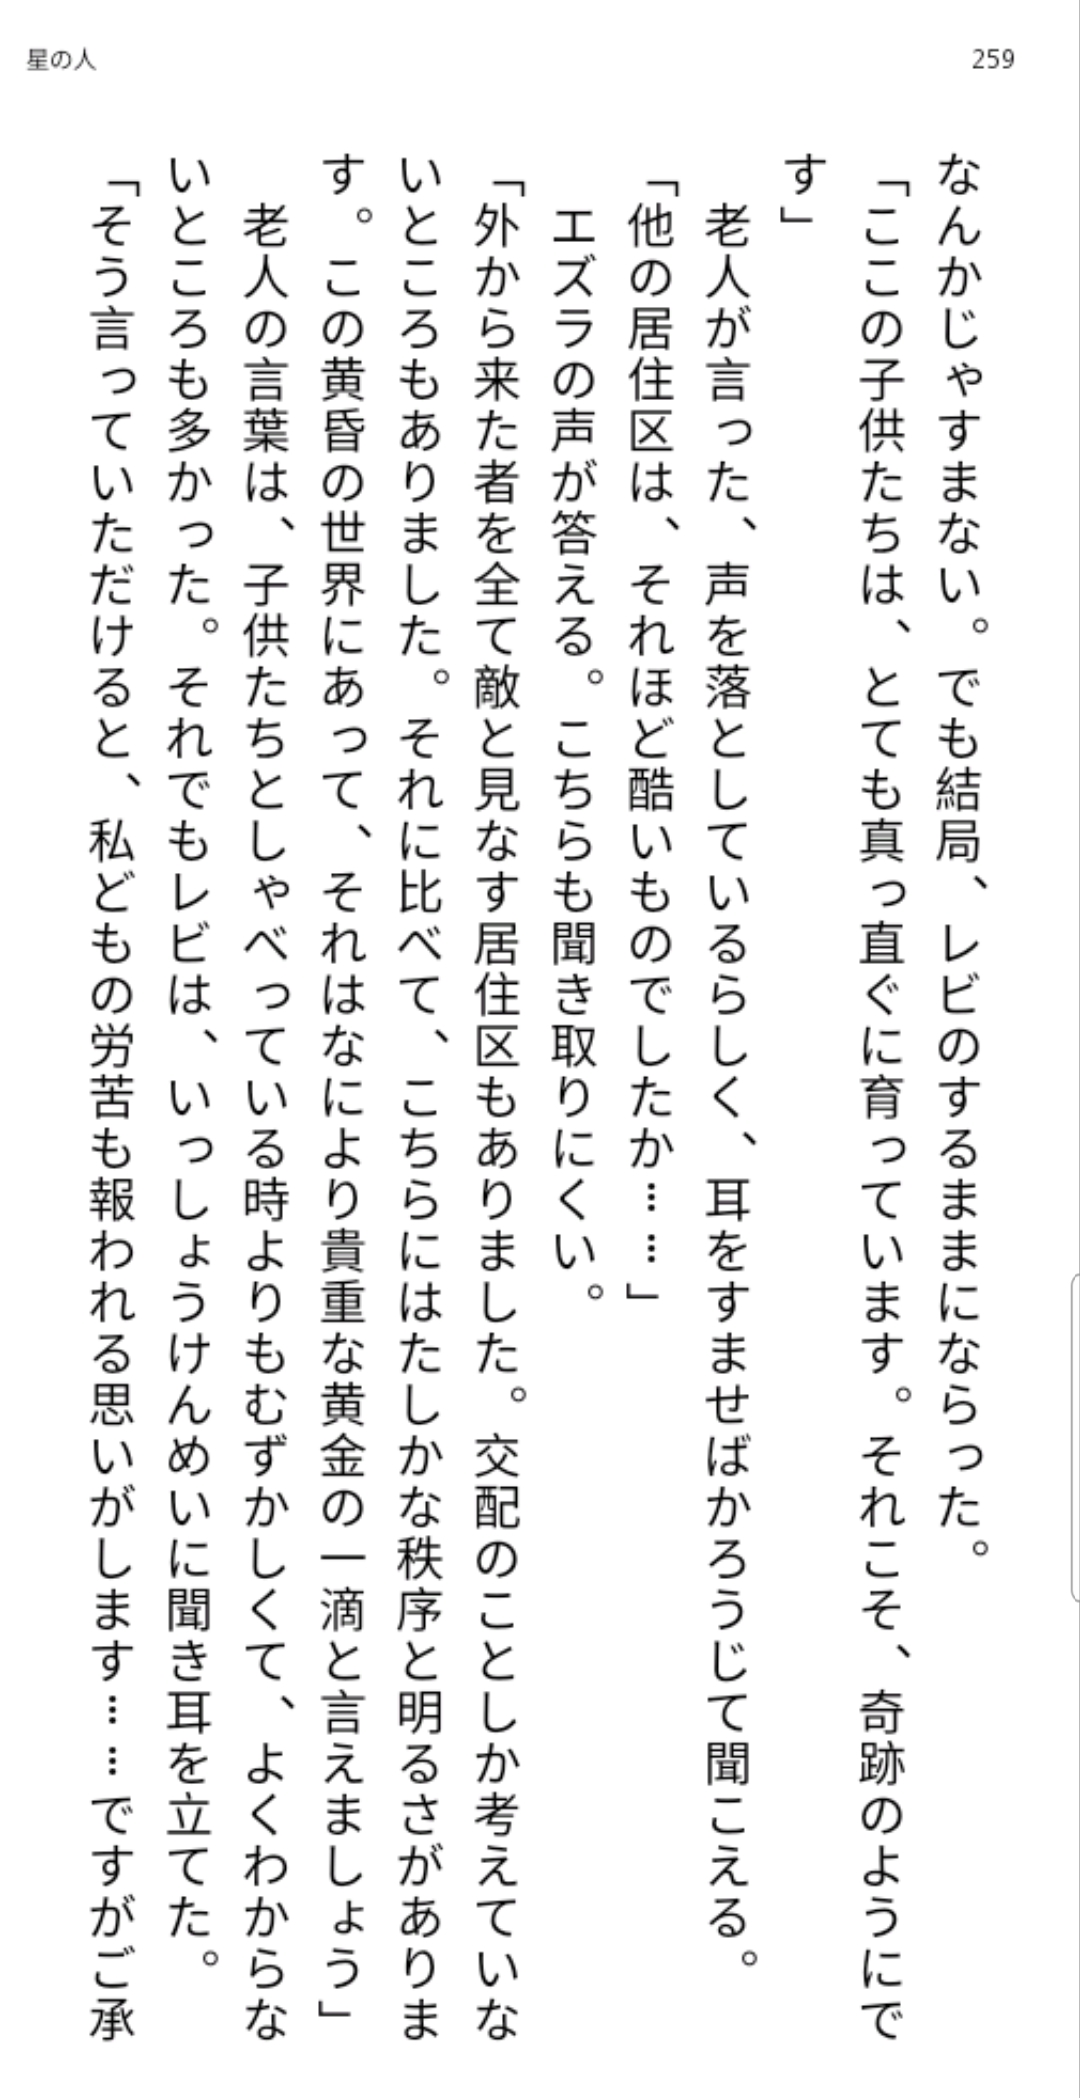 星の人
259
なんかじゃすまない。でも結局、レビのするままにならった。
「ここの子供たちは、とても真っ直ぐに育っています。それこそ、奇跡のようにで
す」
老人が言った、声を落としているらしく、耳をすませばかろうじて聞こえる。
「他の居住区は、それほど酷いものでしたか……」
エズラの声が答える。こちらも聞き取りにくい。
「外から来た者を全て敵と見なす居住区もありました。交配のことしか考えていな
いところもありました。それに比べて、こちらにはたしかな秩序と明るさがありま
す。この黄昏の世界にあって、それはなにより貴重な黄金の一滴と言えましょう」
老人の言葉は、子供たちとしゃべっている時よりもむずかしくて、よくわからな
いところも多かった。それでもレビは、いっしょうけんめいに聞き耳を立てた。
「そう言っていただけると、私どもの労苦も報われる思いがします……ですがご承